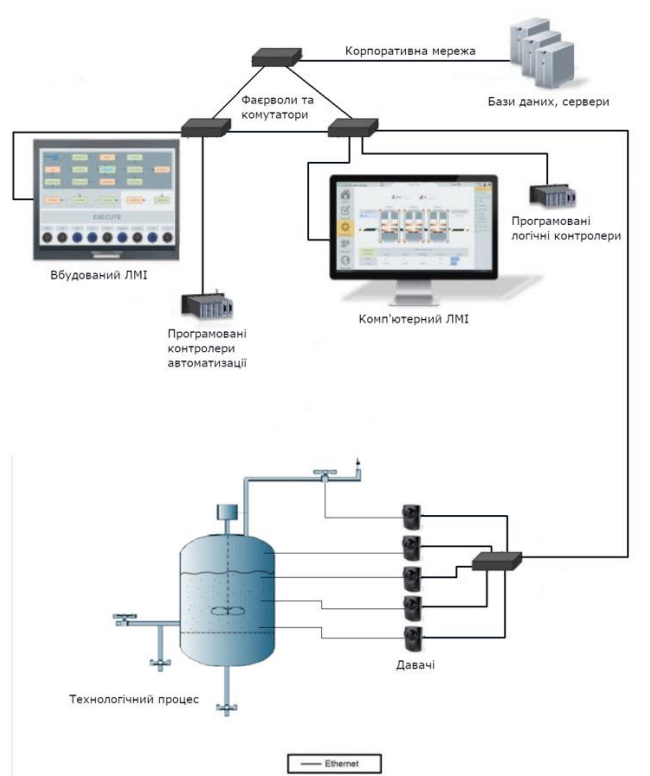 Корпоративна мережа
Бази даних, сервери
Фаєрволи та
комутатори
EXECUTE
Вбудований ЛМІ
Програмовані
логічні контролери
Комп'ютерний ЛМІ
Програмовані
контролери
автоматизації
Давачі
Технологічний процес
Ethernet